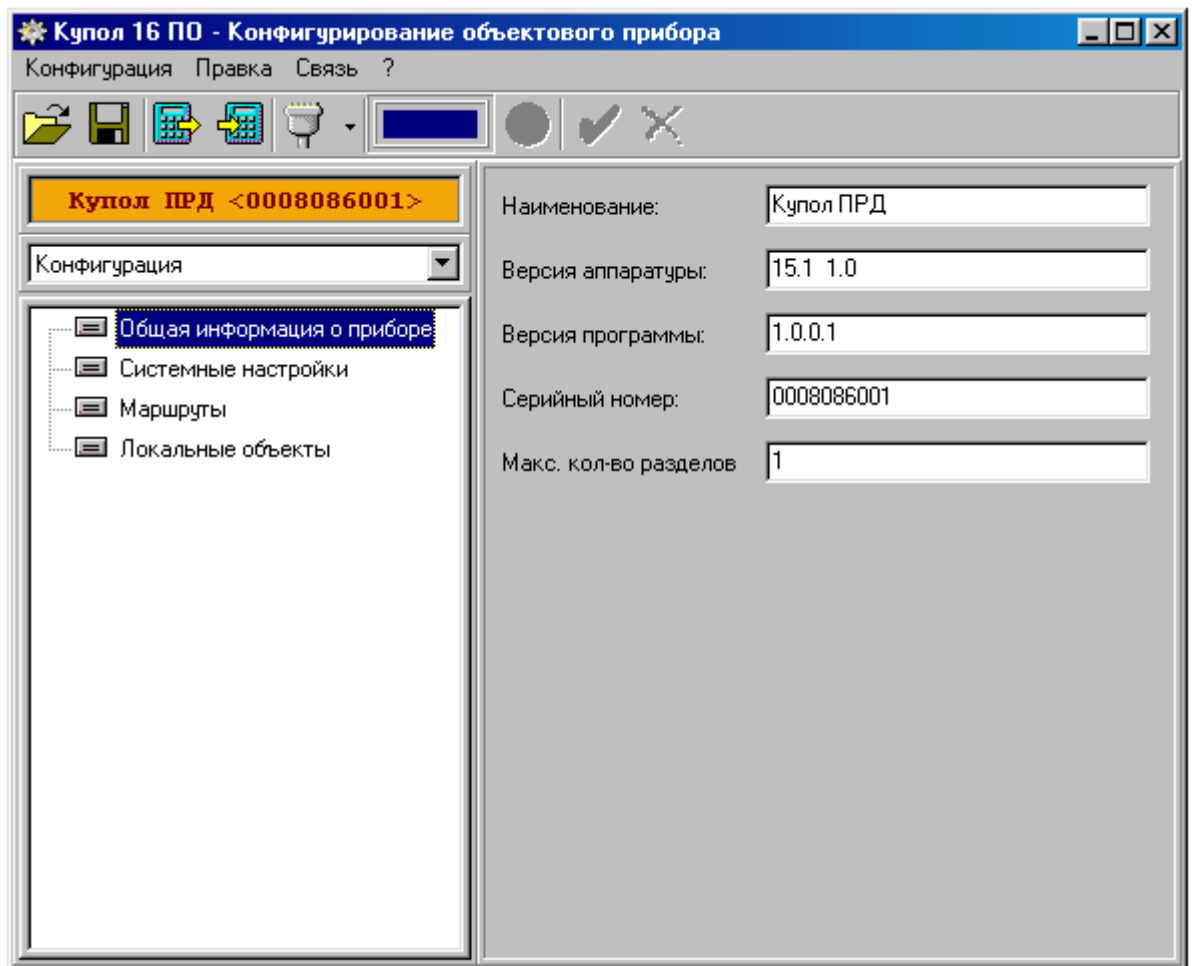 Купол 16 ПО - Конфигурирование объектового прибора
Конфигурация Правка Связь ?
Купол ПРД <0008086001>
Конфигурация
Общая информация о приборе
Системные настройки
Маршруты
Локальные объекты
Наименование: Купол ПРД
Версия аппаратуры: 15.1 1.0
Версия программы: 1.0.0.1
Серийный номер: 0008086001
Макс. кол-во разделов 1